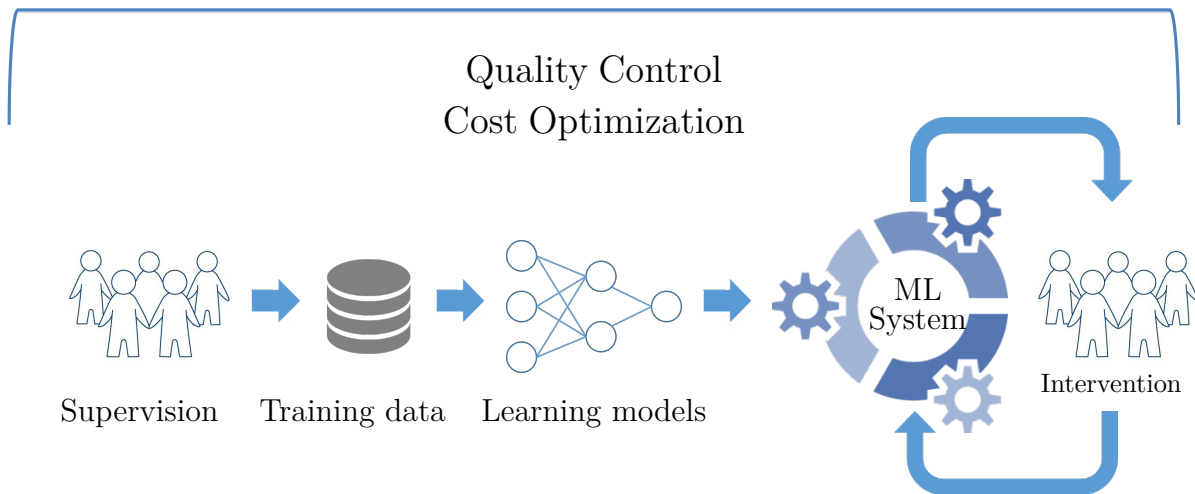 Quality Control
Cost Optimization
ML
System
Intervention
Supervision
Training data
Learning models